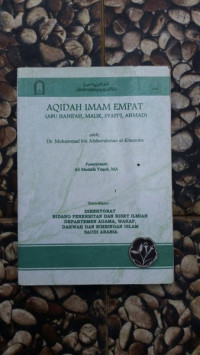 AQIDAH IMAM EMPAT
(ABU HANIFAH, MALIK, SYAFI'I, AHMAD)
oleh:
Dr. Muhammad bin Abdurrahman al-Khumais
Penerjemah:
Ali Mustafa Yaqub, MA
DIREKTORAT
BIDANG PENERBITAN DAN RISET ILMIAH
DEPARTEMEN AGAMA, WAKAF,
DAKWAH DAN BIMBINGAN ISLAM
SAUDI ARABIA